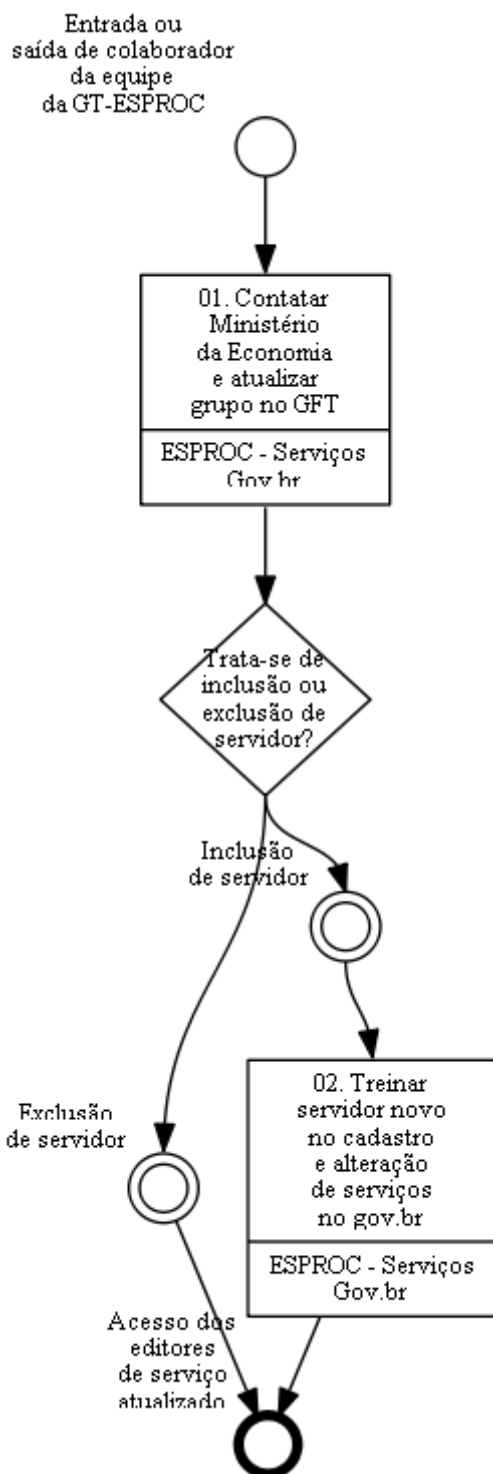 Entrada ou
saída de colaborador
da equipe
da GT-ESPROC
01. Contatar
Ministério
da Economia
e atualizar
grupo no GFT
ESPROC - Serviços
Gov.br
Trata-se de
inclusão ou
exclusão de
servidor?
Inclusão
de servidor
02. Treinar
servidor novo
no cadastro
e alteração
de serviços
no gov.br
ESPROC - Serviços
Gov.br
Exclusão
de servidor
Acesso dos
editores
de serviço
atualizado